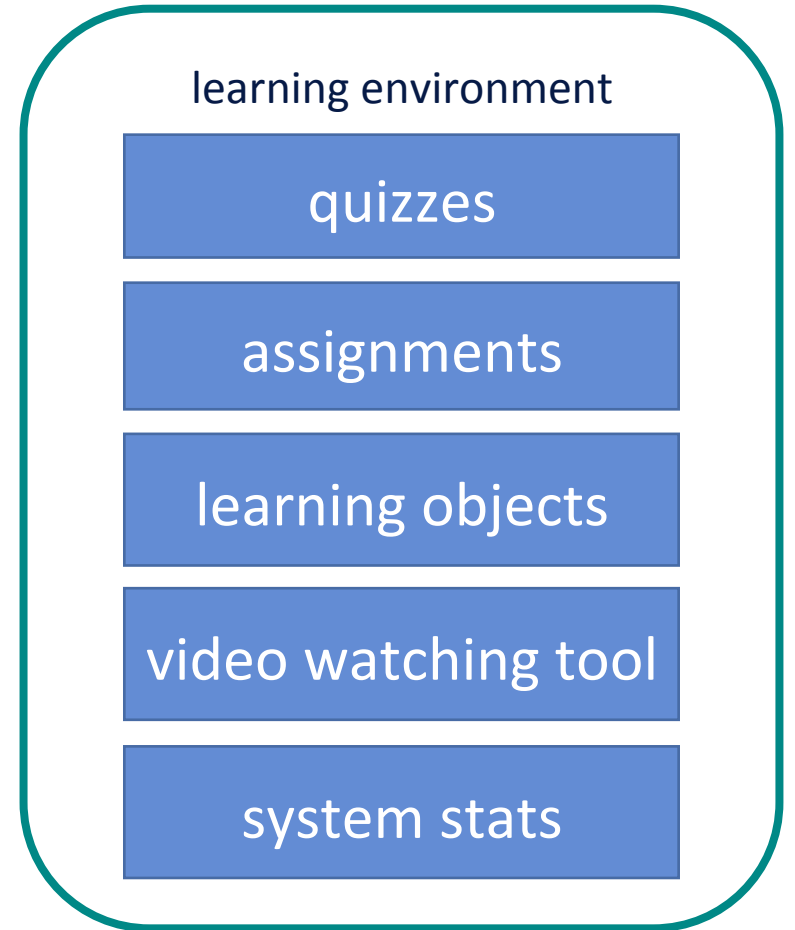 learning environment
quizzes
assignments
learning objects
video watching tool
system stats